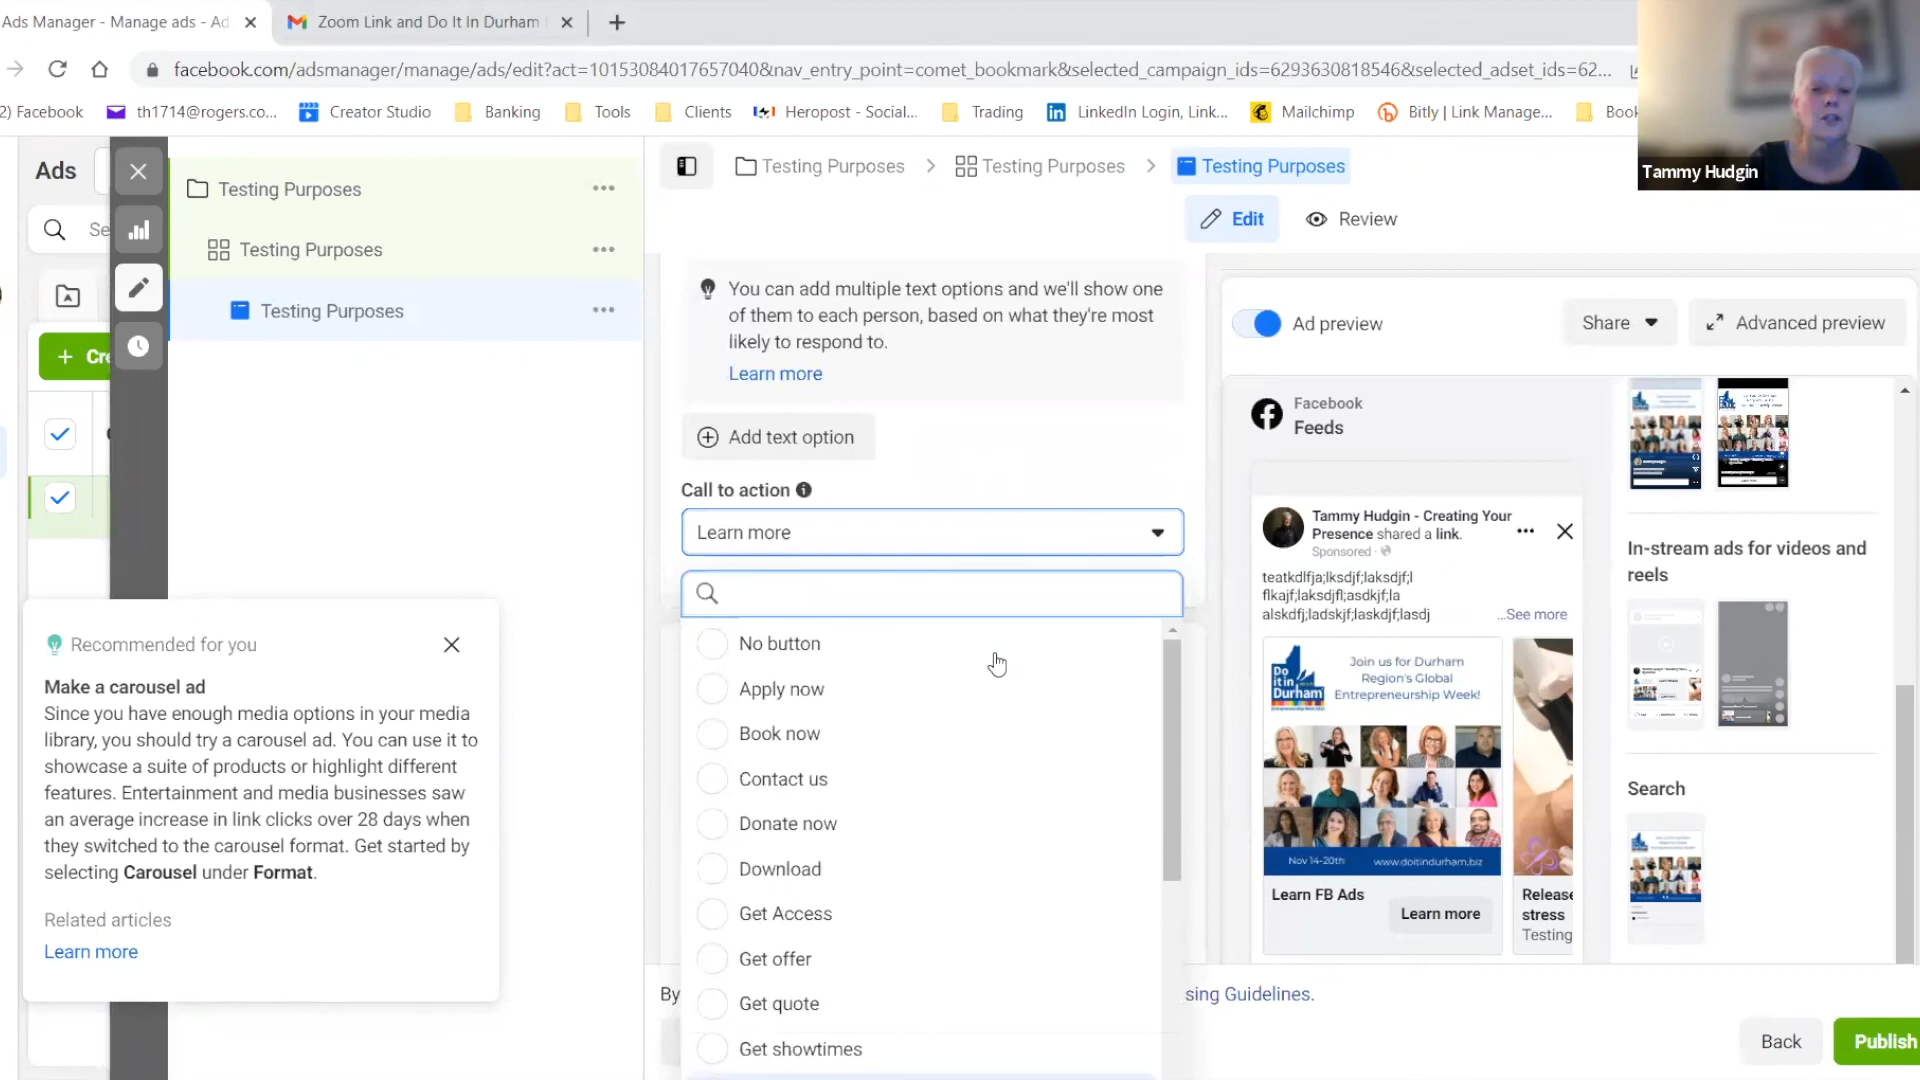 Ads Manager - Manage ads - Ad
Zoom Link and Do It In Durham
facebook.com/adsmanager/manage/ads/edit?act=10153084017657040&nav_entry_point=comet_bookmark&selected_campaign_ids=6293630818546&selected_adset_ids=62...
2) Facebook
th1714@rogers.co...
Creator Studio
Banking
Tools
Clients
Heropost - Social...
Trading
LinkedIn Login, Link...
Mailchimp
Bitly | Link Manage...
Book
Tammy Hudgin
Ads
Se
+ Cre
Testing Purposes
Testing Purposes
Testing Purposes
Testing Purposes > Testing Purposes > Testing Purposes
Edit
Review
You can add multiple text options and we'll show one
of them to each person, based on what they're most
likely to respond to.
Learn more
Add text option
Call to action
Learn more
No button
Apply now
Book now
Contact us
Donate now
Download
Get Access
Get offer
Get quote
Get showtimes
By
sing Guidelines.
Back
Publish
Recommended for you
Make a carousel ad
Since you have enough media options in your media
library, you should try a carousel ad. You can use it to
showcase a suite of products or highlight different
features. Entertainment and media businesses saw
an average increase in link clicks over 28 days when
they switched to the carousel format. Get started by
selecting Carousel under Format.
Related articles
Learn more
Ad preview
Share
Advanced preview
Facebook
Feeds
Tammy Hudgin - Creating Your
Presence shared a link.
Sponsored ·
teatkdlfja;lksdjf;laksdjf;l
flkajf;laksdjfl;asdkjf;la
alskdfj;ladskjf;laskdjf;lasdj
...See more
Do
it in
Durham
Join us for Durham
Region's Global
Entrepreneurship Week!
Nov 14-20th
www.doitindurham.biz
Learn FB Ads
Learn more
Release
stress
Testing
In-stream ads for videos and
reels
Search